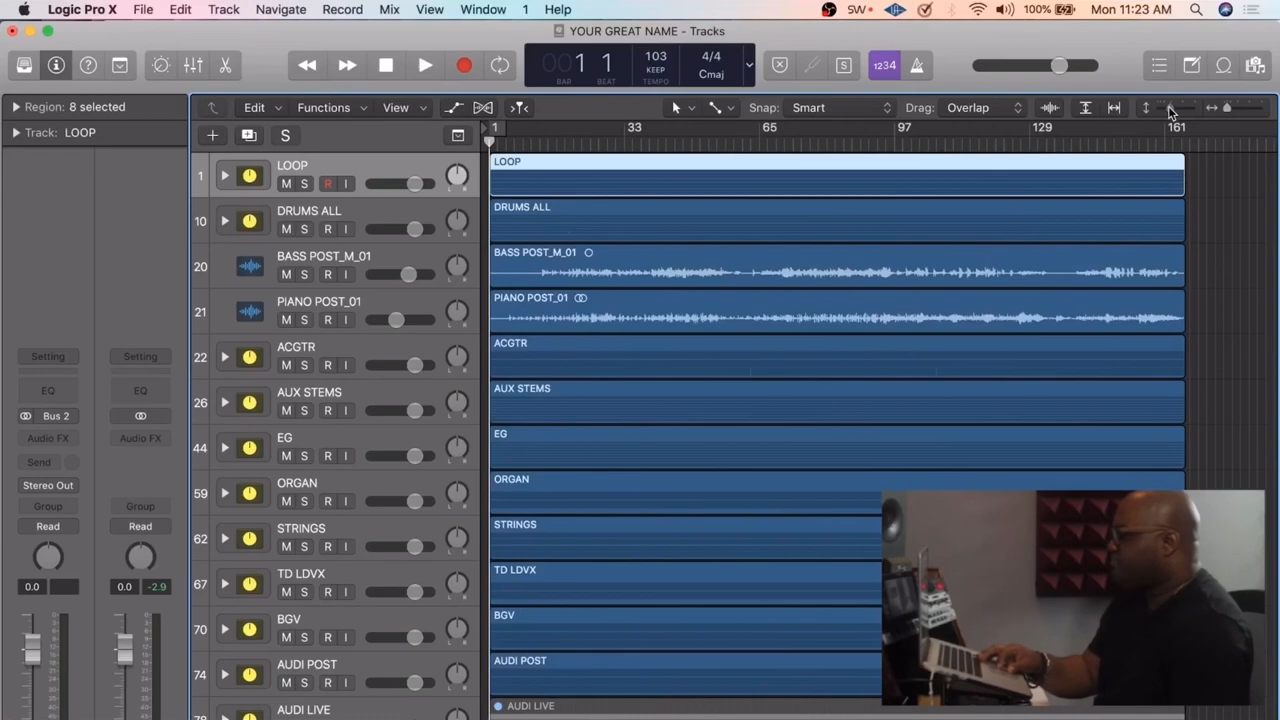 Logic Pro X File Edit Track Navigate Record Mix View Window 1 Help SW 100% Mon 11:23 AM
YOUR GREAT NAME - Tracks
001 1 103 4/4
KEEP Cmaj
BAR BEAT TEMPO
1234
Region: 8 selected
Edit Functions View Snap: Smart Drag: Overlap
Track: LOOP
S
1 33 65 97 129 161
1 LOOP
M S R I
LOOP
10 DRUMS ALL
M S R I
DRUMS ALL
20 BASS POST_M_01
M S R I
BASS POST_M_01
21 PIANO POST_01
M S R I
PIANO POST_01
22 ACGTR
M S R I
ACGTR
26 AUX STEMS
M S R I
AUX STEMS
44 EG
M S R I
EG
59 ORGAN
M S R I
ORGAN
62 STRINGS
M S R I
STRINGS
67 TD LDVX
M S R I
TD LDVX
70 BGV
M S R I
BGV
74 AUDI POST
M S R I
AUDI POST
78 AUDI LIVE
AUDI LIVE
Setting Setting
EQ EQ
Bus 2
Audio FX Audio FX
Send
Stereo Out
Group Group
Read Read
0.0 0.0 -2.9